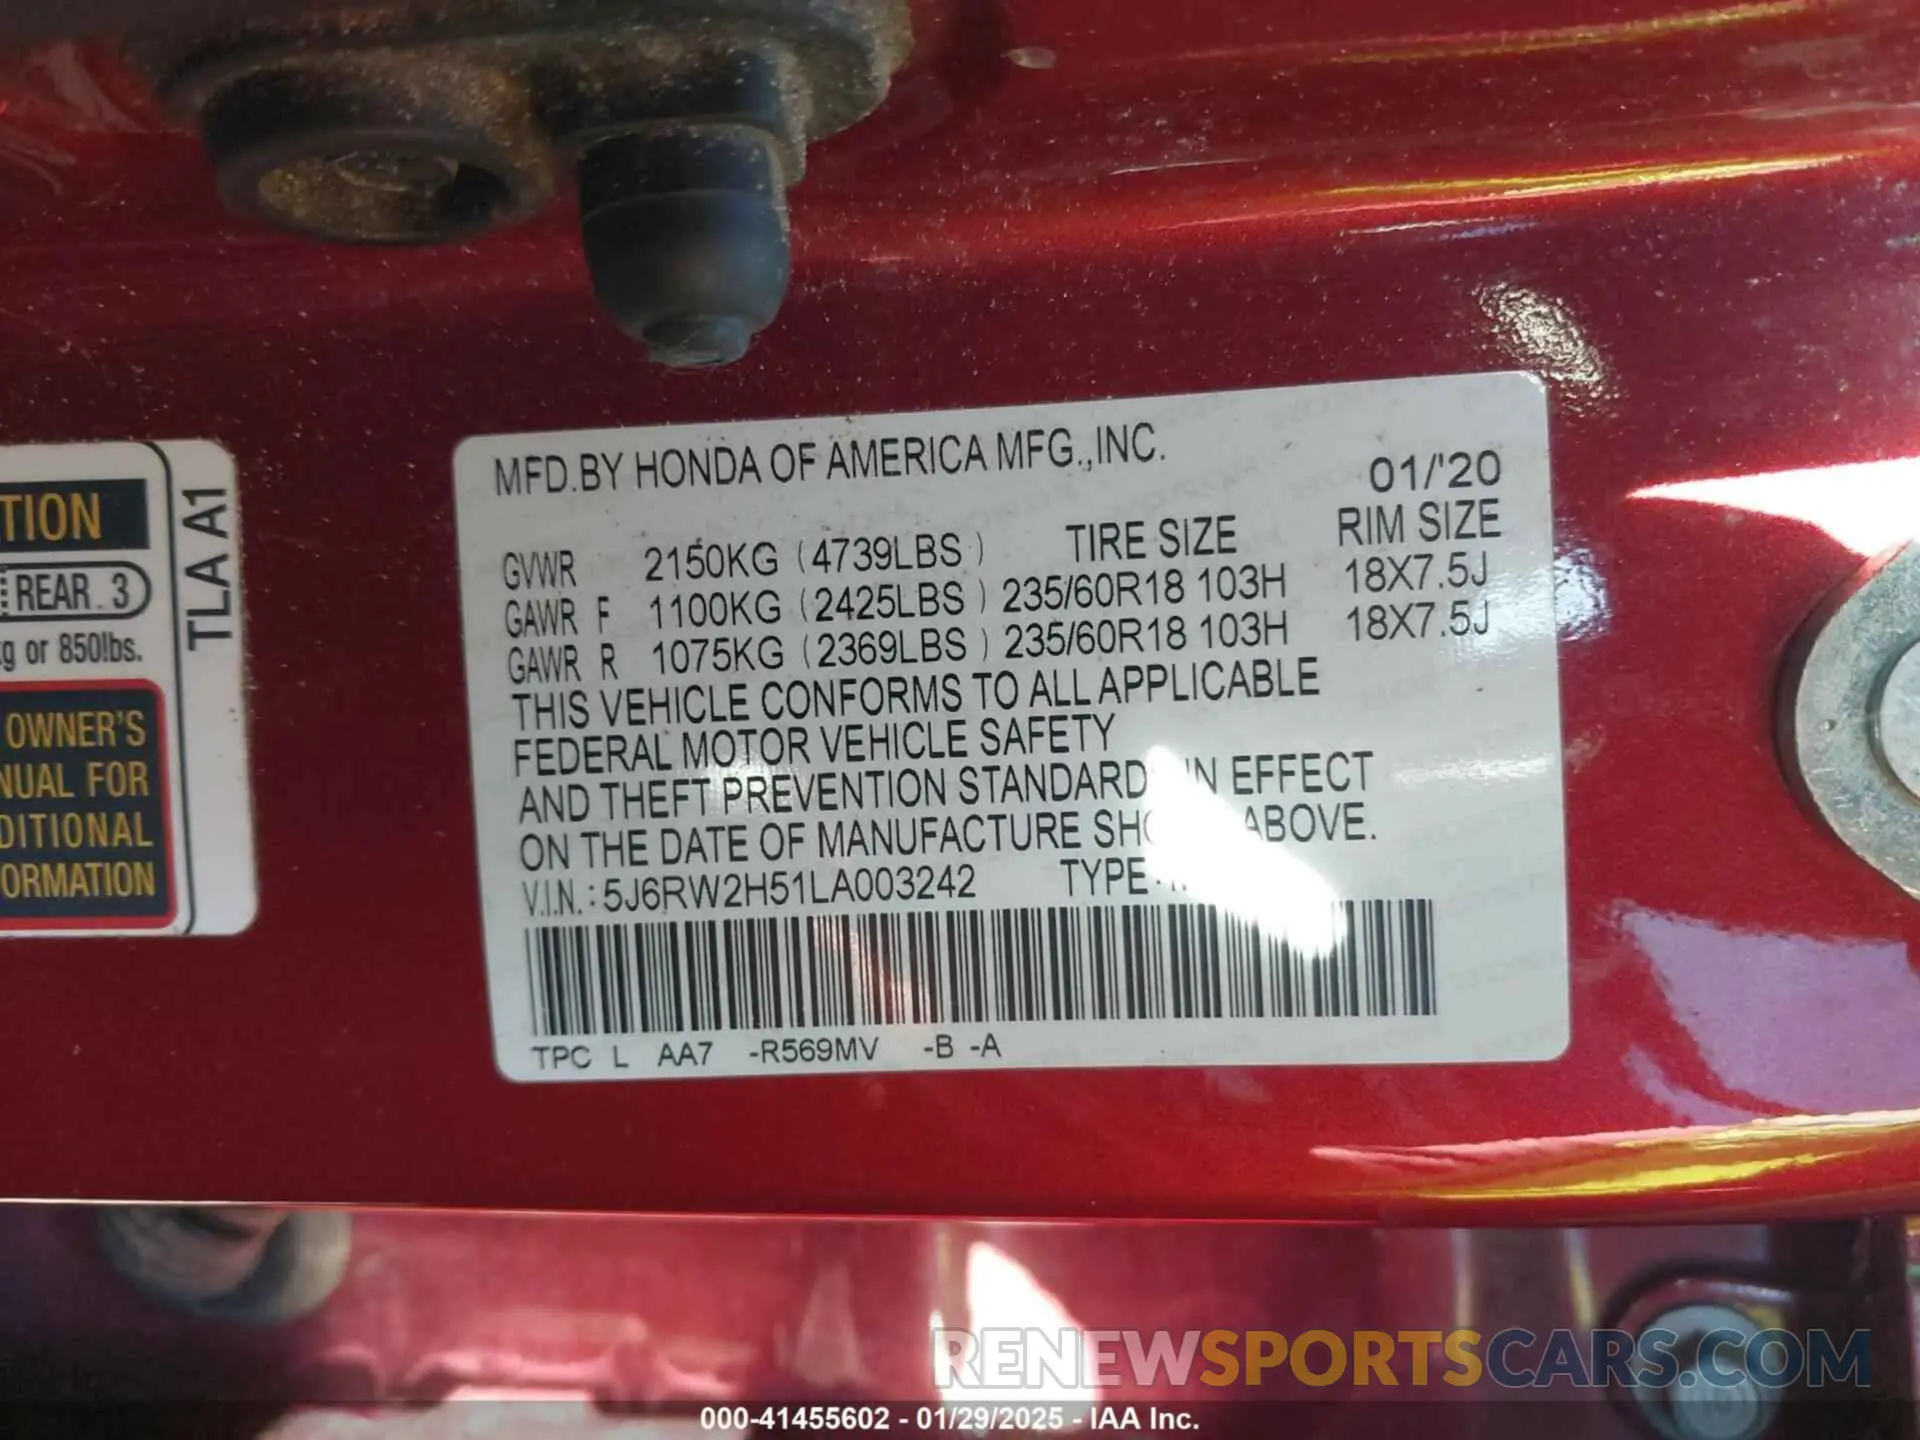 TION
REAR 3
g or 850lbs.
OWNER'S
NUAL FOR
DITIONAL
ORMATION
TLA A1
MFD.BY HONDA OF AMERICA MFG.,INC.
01/'20
GVWR 2150KG (4739LBS) TIRE SIZE RIM SIZE
GAWR F 1100KG (2425LBS) 235/60R18 103H 18X7.5J
GAWR R 1075KG (2369LBS) 235/60R18 103H 18X7.5J
THIS VEHICLE CONFORMS TO ALL APPLICABLE
FEDERAL MOTOR VEHICLE SAFETY
AND THEFT PREVENTION STANDARD IN EFFECT
ON THE DATE OF MANUFACTURE SHO ABOVE.
V.I.N.: 5J6RW2H51LA003242 TYPE
TPC L AA7 -R569MV -B -A
RENEWSPORTSCARS.COM
000-41455602 - 01/29/2025 - IAA Inc.